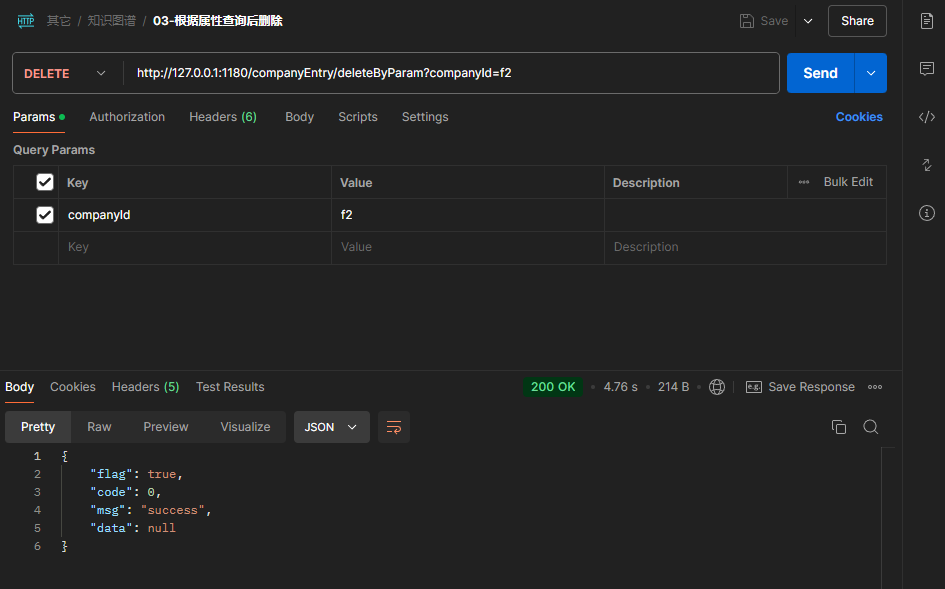 HTTP 其它 / 知识图谱 / 03-根据属性查询后删除 Save Share
DELETE http://127.0.0.1:1180/companyEntry/deleteByParam?companyId=f2 Send
Params Authorization Headers (6) Body Scripts Settings Cookies
Query Params
Key Value Description Bulk Edit
companyId f2
Key Value Description
Body Cookies Headers (5) Test Results 200 OK 4.76 s 214 B e.g. Save Response
Pretty Raw Preview Visualize JSON
1 {
2 "flag": true,
3 "code": 0,
4 "msg": "success",
5 "data": null
6 }